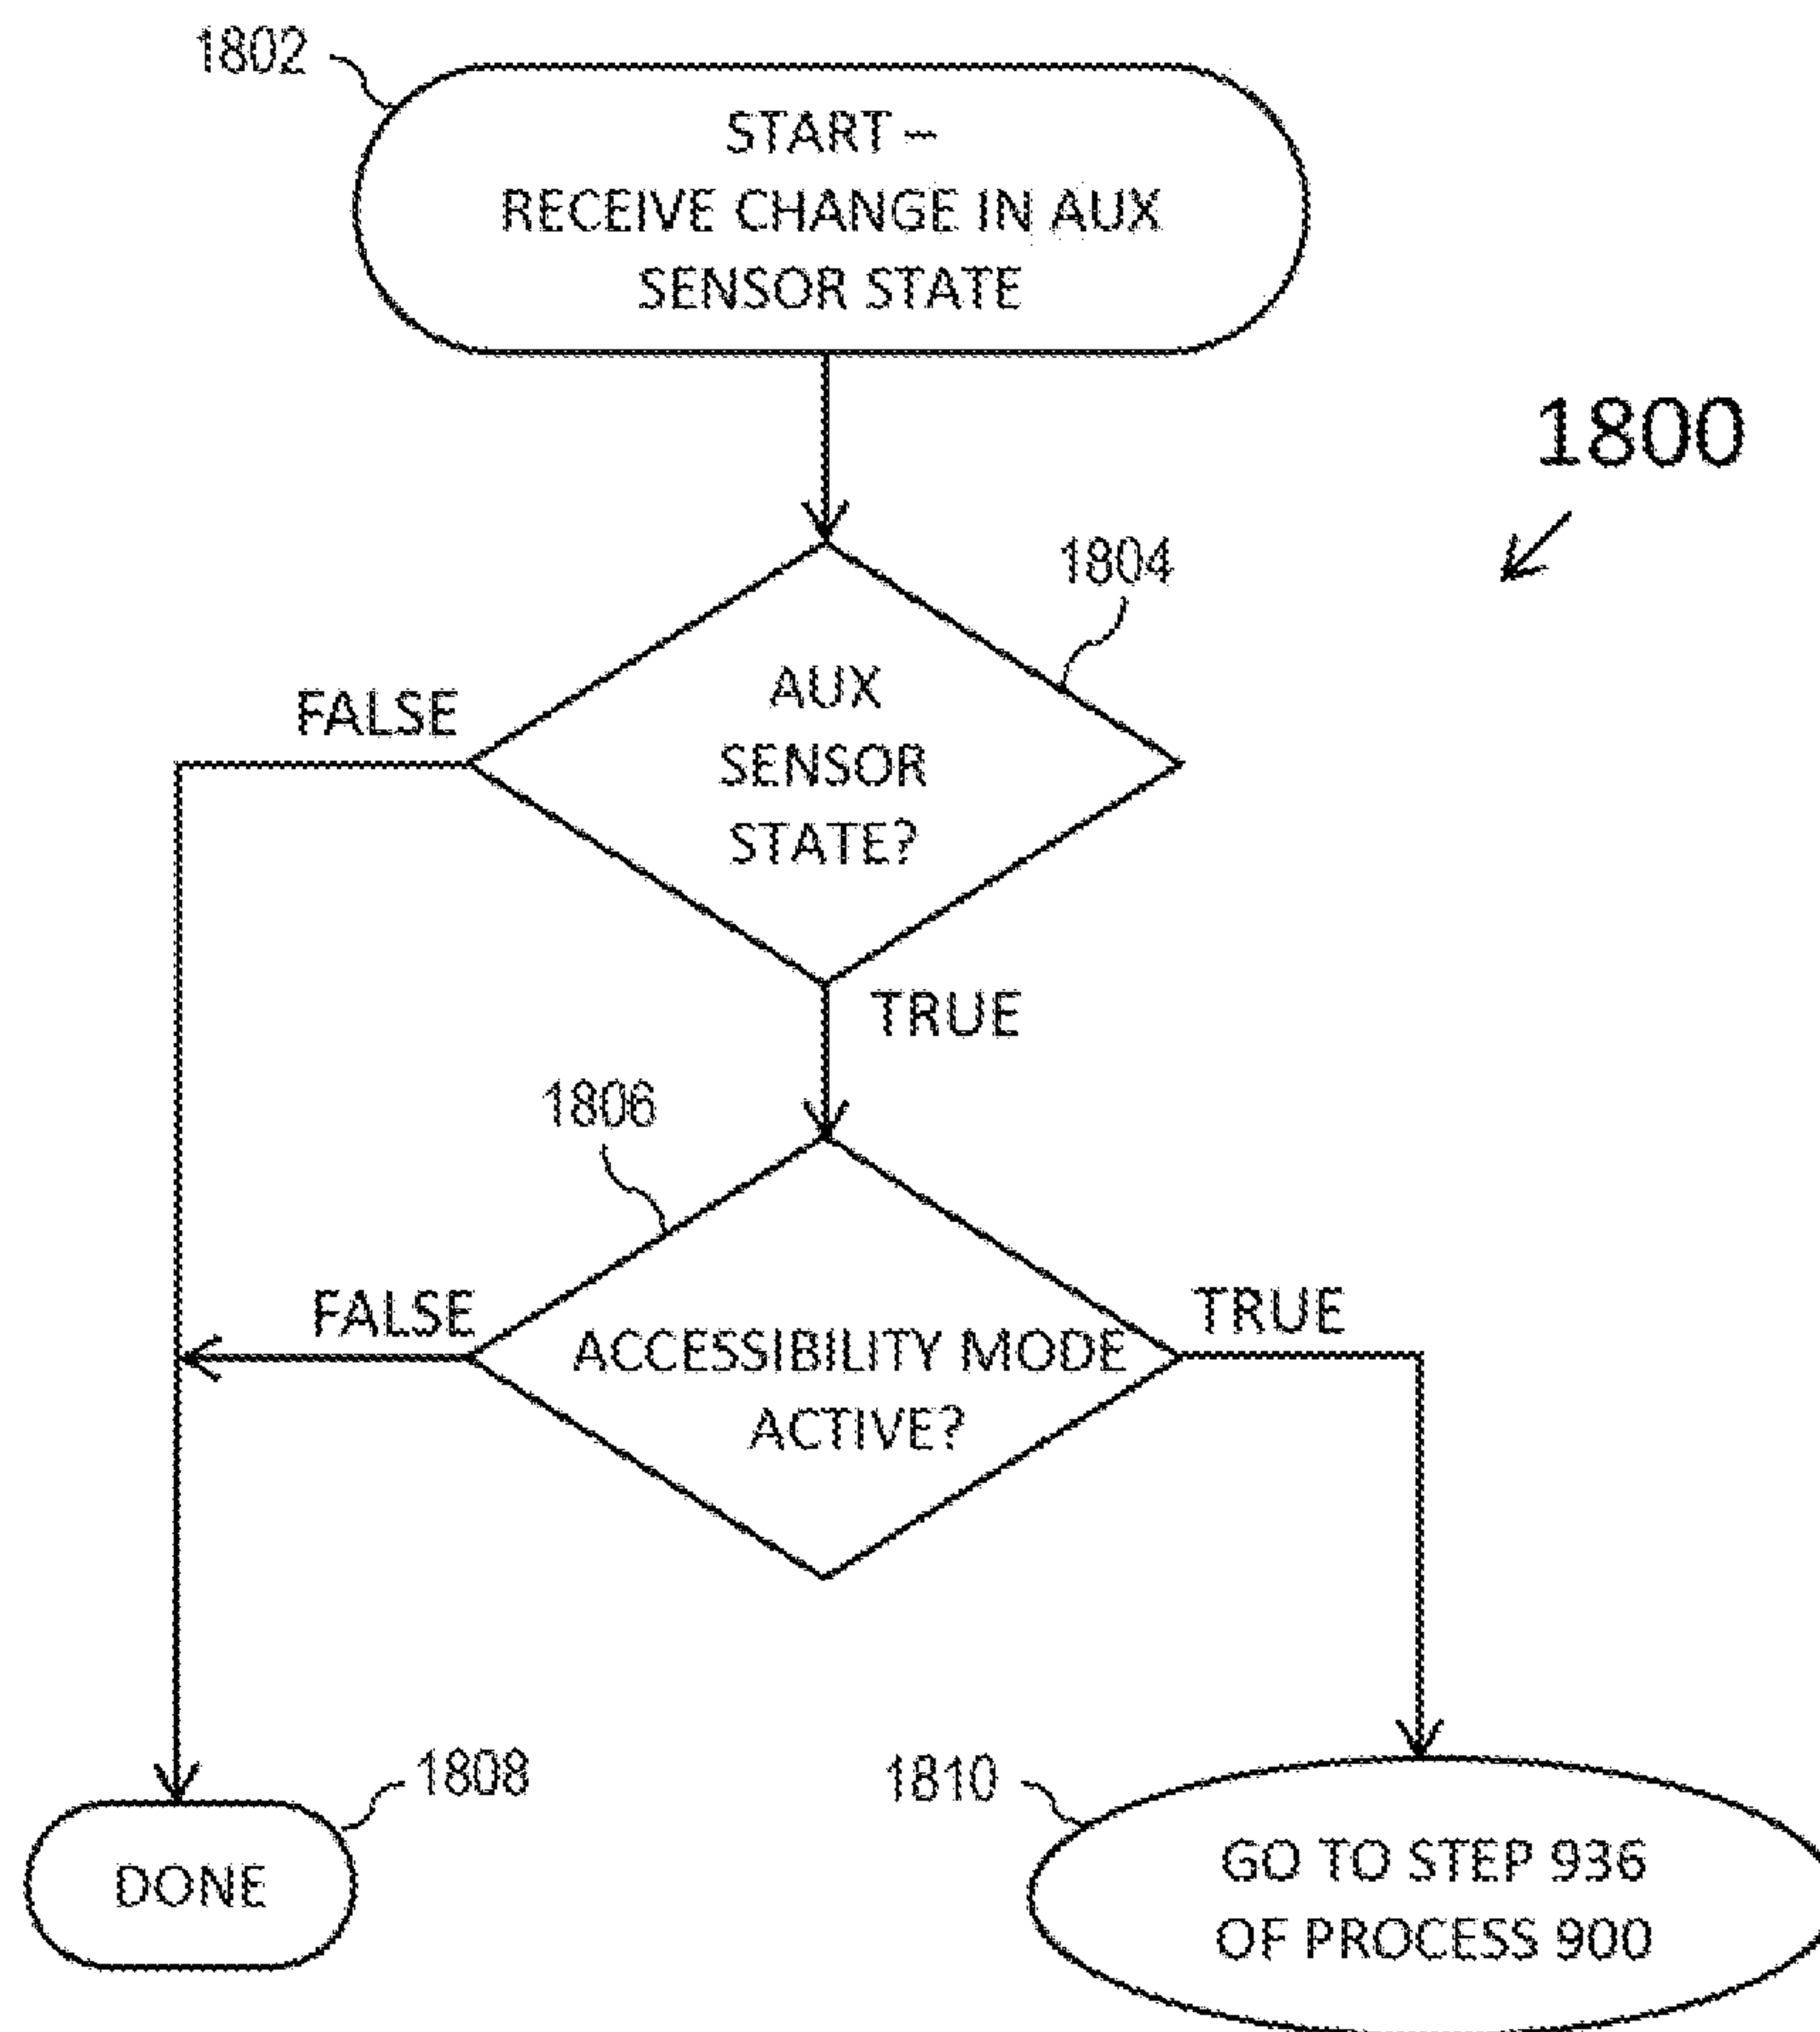 1802
START –
RECEIVE CHANGE IN AUX
SENSOR STATE
1800
1804
AUX
SENSOR
STATE?
FALSE
TRUE
1806
FALSE
ACCESSIBILITY MODE
ACTIVE?
TRUE
1808
DONE
1810
GO TO STEP 936
OF PROCESS 900